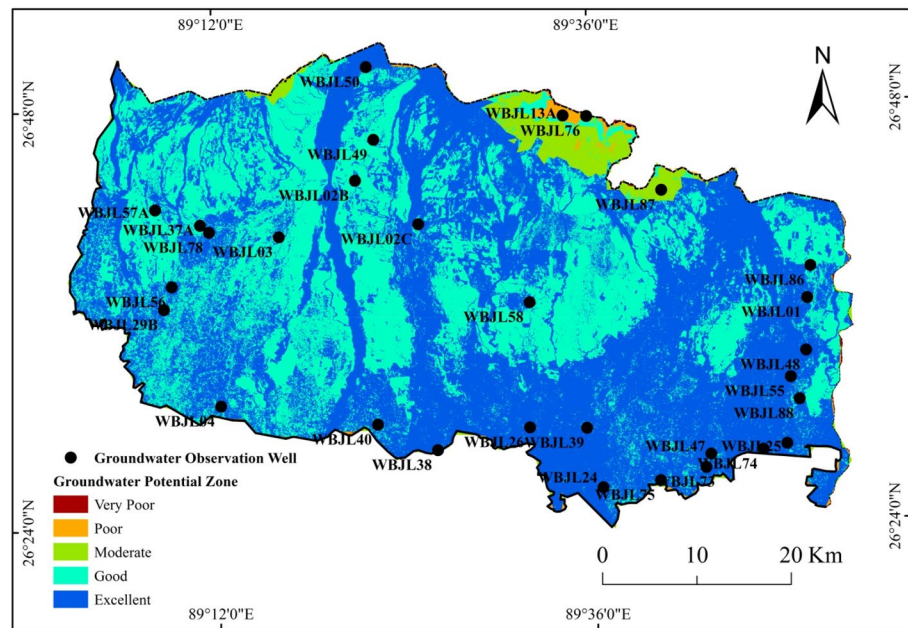 89°12'0"E
89°36'0"E
N
26°48'0"N
26°48'0"N
WBJL50
WBJL13A
WBJL76
WBJL49
WBJL02B
WBJL87
WBJL57A
WBJL37A
WBJL78
WBJL03
WBJL02C
WBJL86
WBJL56
WBJL01
WBJL29B
WBJL58
WBJL48
WBJL55
WBJL88
WBJL04
WBJL40
WBJL26
WBJL39
WBJL47
WBJL25
WBJL38
WBJL74
WBJL24
WBJL75
WBJL73
Groundwater Observation Well
Groundwater Potential Zone
Very Poor
Poor
Moderate
Good
Excellent
0 10 20 Km
26°24'0"N
26°24'0"N
89°12'0"E
89°36'0"E